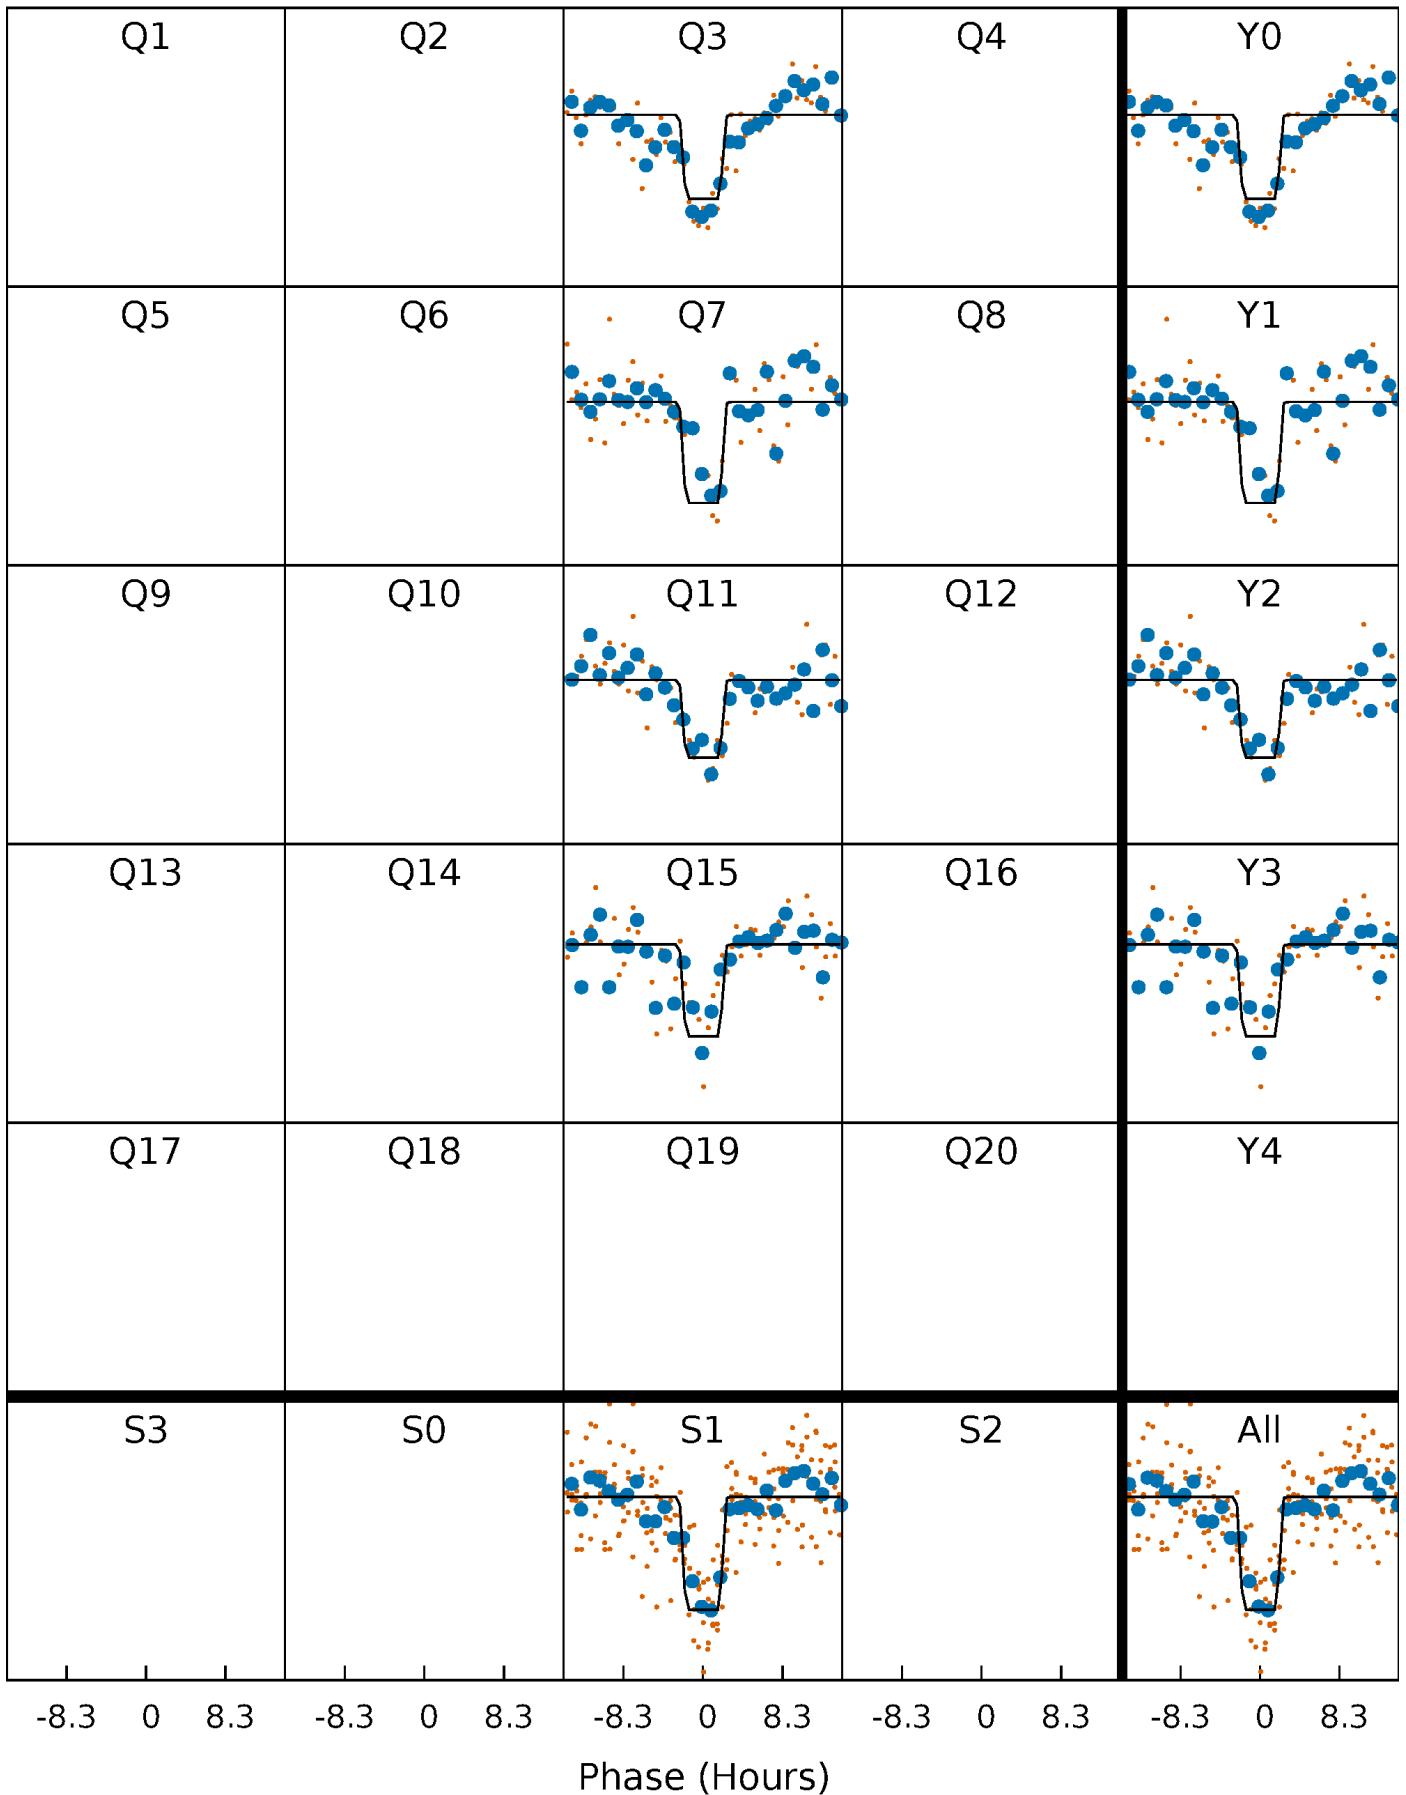 Q1 Q2 Q3 Q4 Y0
Q5 Q6 Q7 Q8 Y1
Q9 Q10 Q11 Q12 Y2
Q13 Q14 Q15 Q16 Y3
Q17 Q18 Q19 Q20 Y4
S3 S0 S1 S2 All
-8.3 0 8.3 -8.3 0 8.3 -8.3 0 8.3 -8.3 0 8.3 -8.3 0 8.3
Phase (Hours)